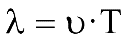 λ = υ·T